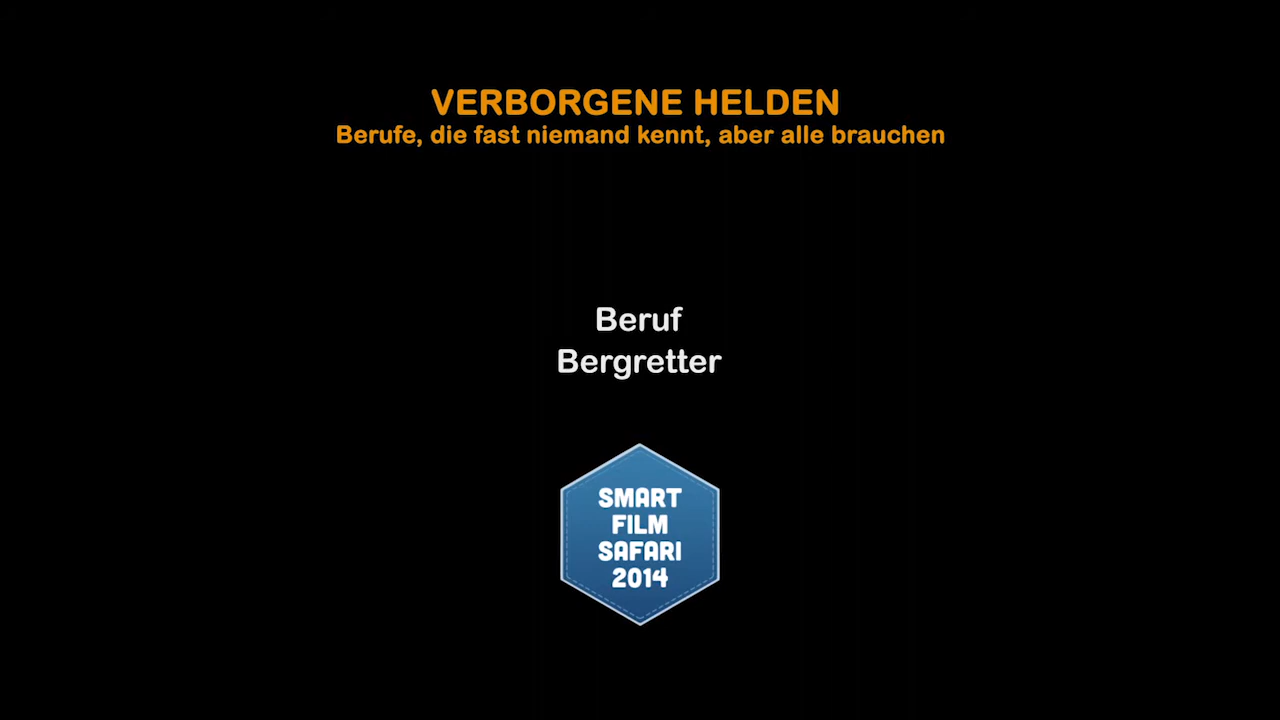 VERBORGENE HELDEN
Berufe, die fast niemand kennt, aber alle brauchen
Beruf
Bergretter
SMART
FILM
SAFARI
2014